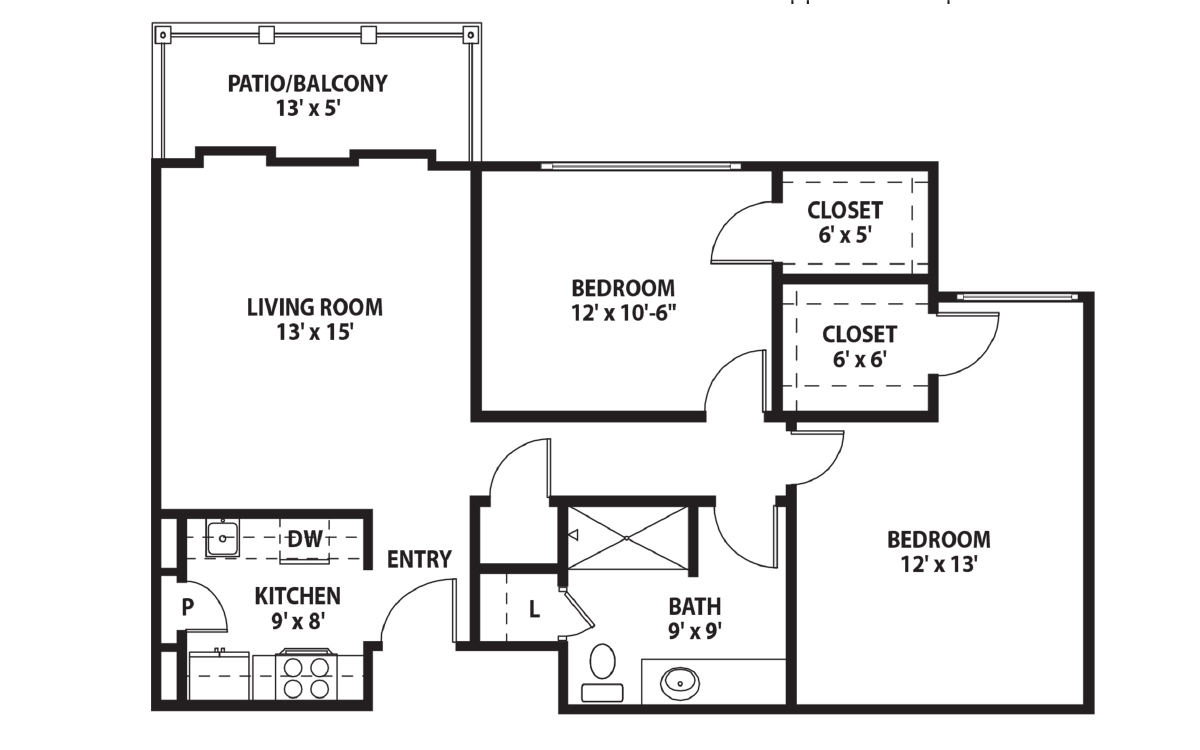 PATIO/BALCONY
13' x 5'
CLOSET
6' x 5'
LIVING ROOM
13' x 15'
BEDROOM
12' x 10'-6"
CLOSET
6' x 6'
DW
ENTRY
BEDROOM
12' x 13'
P
KITCHEN
9' x 8'
L
BATH
9' x 9'